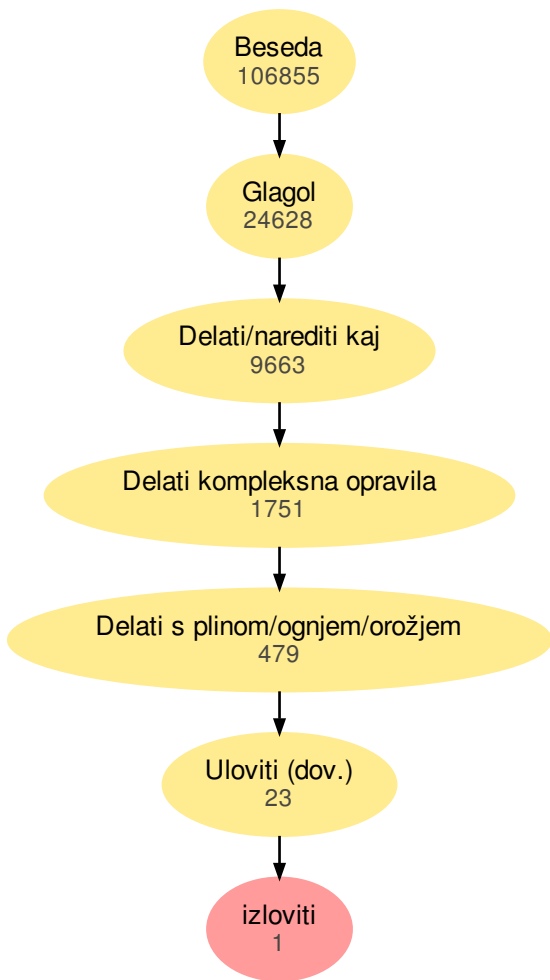 Beseda
106855
Glagol
24628
Delati/narediti kaj
9663
Delati kompleksna opravila
1751
Delati s plinom/ognjem/orožjem
479
Uloviti (dov.)
23
izloviti
1